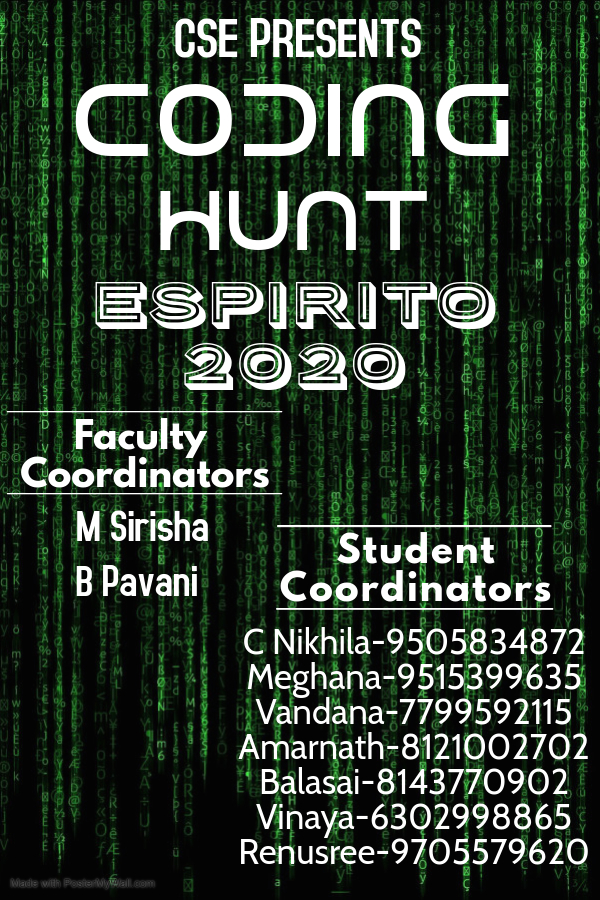 CSE PRESENTS
CODING
HUNT
ESPIRITO
2020
Faculty
Coordinators
M Sirisha
B Pavani
Student
Coordinators
C Nikhila-9505834872
Meghana-9515399635
Vandana-7799592115
Amarnath-8121002702
Balasai-8143770902
Vinaya-6302998865
Renusree-9705579620
Made with PosterMyWall.com